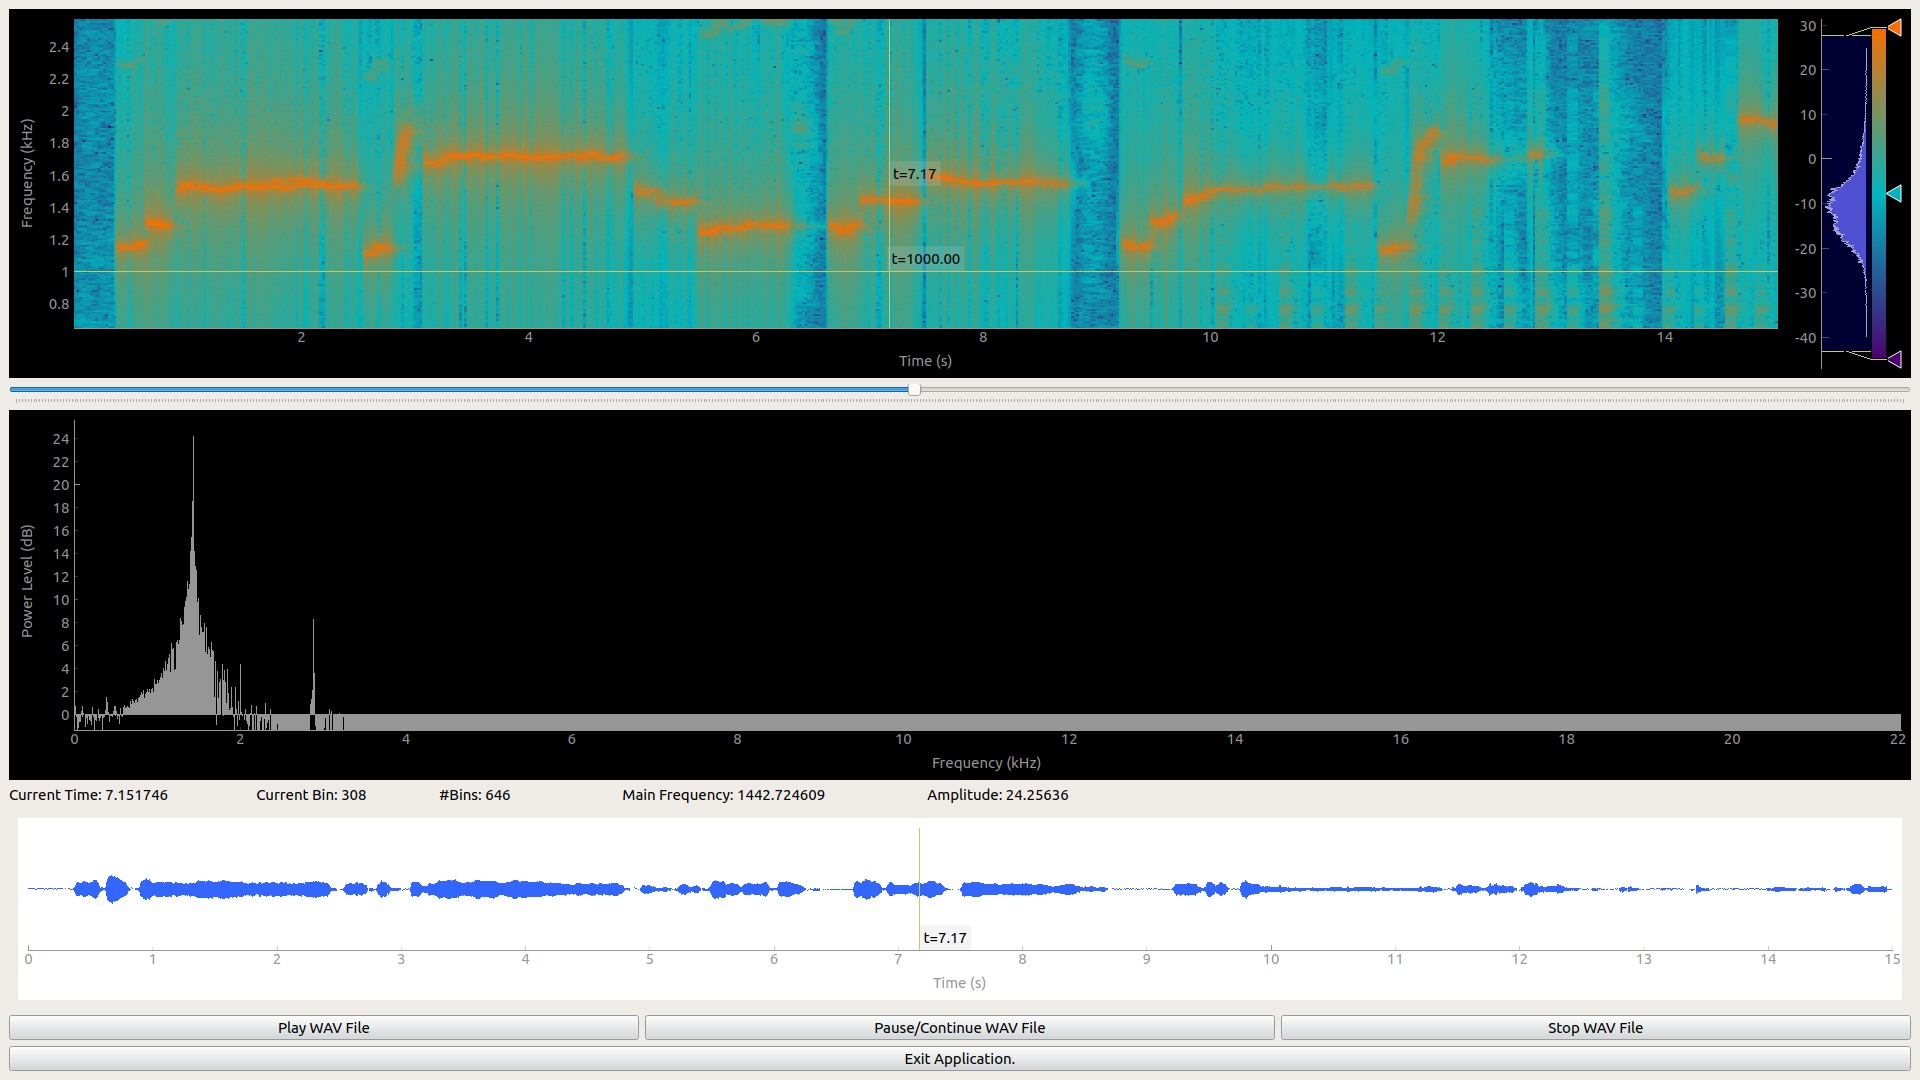 Frequency (kHz)
2.4
2.2
2
1.8
1.6
1.4
1.2
1
0.8
t=7.17
t=1000.00
2 4 6 8 10 12 14
Time (s)
30
20
10
0
-10
-20
-30
-40
Power Level (dB)
24
22
20
18
16
14
12
10
8
6
4
2
0
0 2 4 6 8 10 12 14 16 18 20 22
Frequency (kHz)
Current Time: 7.151746 Current Bin: 308 #Bins: 646 Main Frequency: 1442.724609 Amplitude: 24.25636
t=7.17
0 1 2 3 4 5 6 7 8 9 10 11 12 13 14 15
Time (s)
Play WAV File Pause/Continue WAV File Stop WAV File
Exit Application.